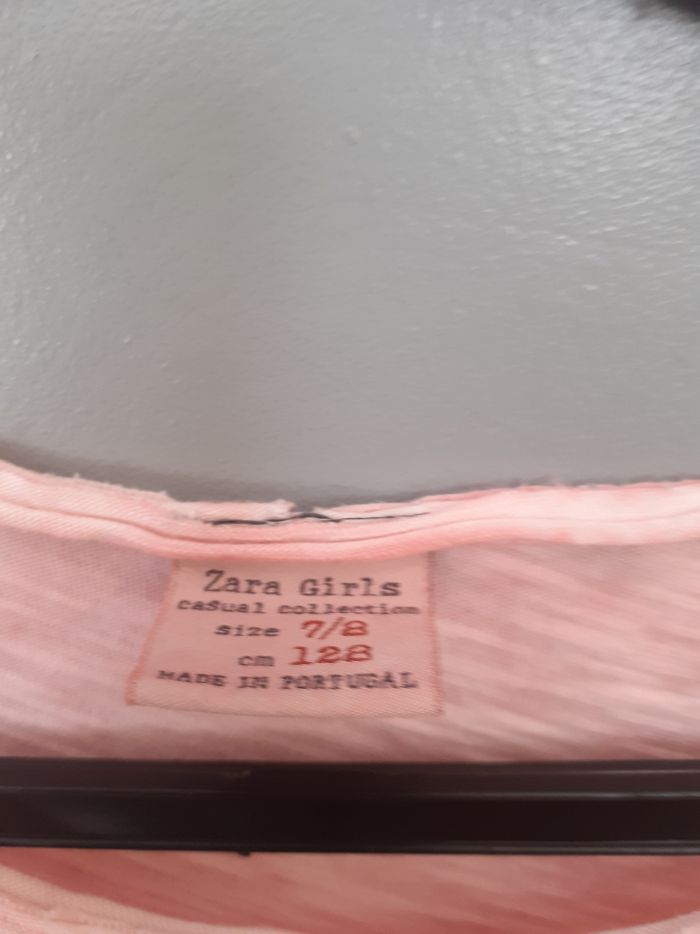 Zara Girls
casual collection
size 7/8
cm 128
MADE IN PORTUGAL